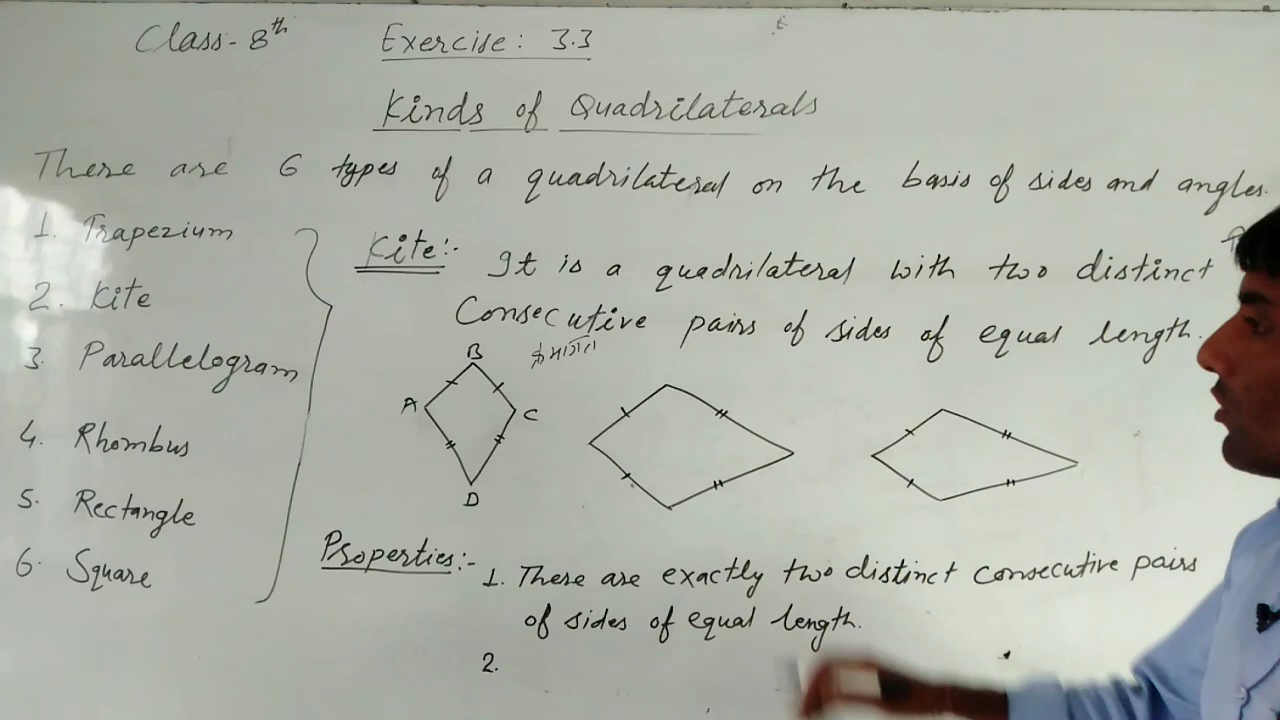 Class- 8th
Exercise: 3.3
Kinds of Quadrilaterals
There are 6 types of a quadrilateral on the basis of sides and angles.
1. Trapezium
2. Kite
3. Parallelogram
4. Rhombus
5. Rectangle
6. Square
Kite:- It is a quadrilateral with two distinct
Consecutive pairs of sides of equal length.
B
A
C
D
Properties:- 1. There are exactly two distinct consecutive pairs
of sides of equal length.
2.